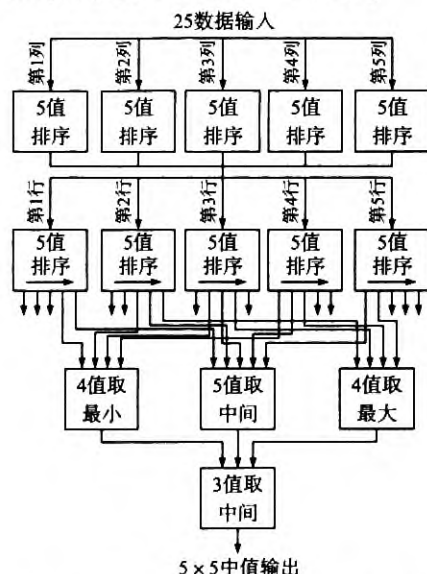 25数据输入
第1列
第2列
第3列
第4列
第5列
5值
排序
5值
排序
5值
排序
5值
排序
5值
排序
第1行
第2行
第3行
第4行
第5行
5值
排序
5值
排序
5值
排序
5值
排序
5值
排序
4值取
最小
5值取
中间
4值取
最大
3值取
中间
5×5中值输出